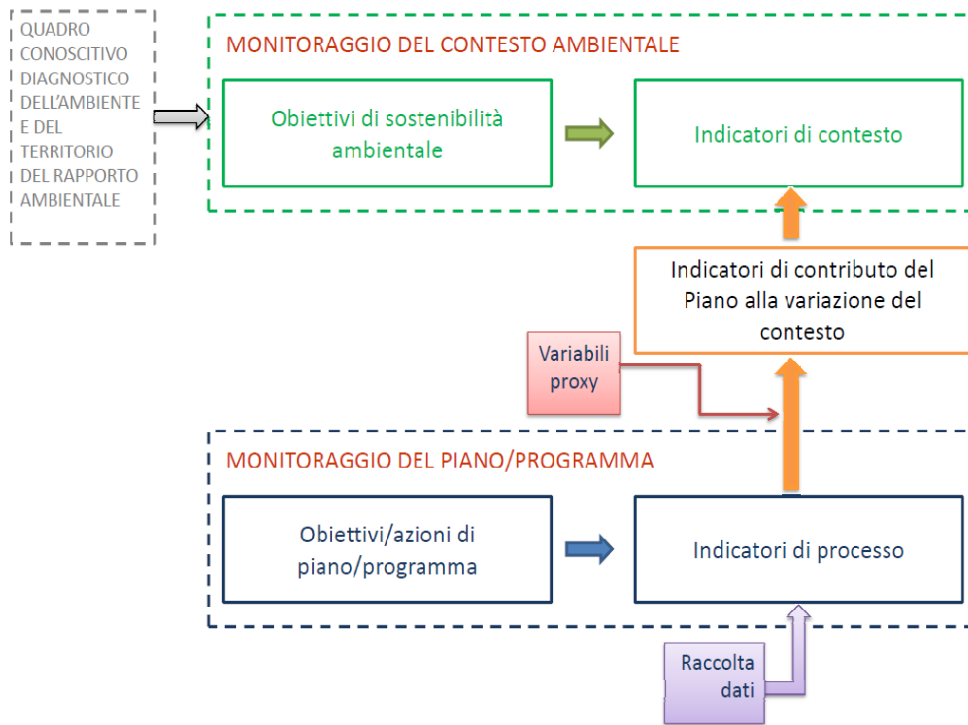 QUADRO
CONOSCITIVO
DIAGNOSTICO
DELL'AMBIENTE
E DEL
TERRITORIO
DEL RAPPORTO
AMBIENTALE
MONITORAGGIO DEL CONTESTO AMBIENTALE
Obiettivi di sostenibilità
ambientale
Indicatori di contesto
Indicatori di contributo del
Piano alla variazione del
contesto
Variabili
proxy
MONITORAGGIO DEL PIANO/PROGRAMMA
Obiettivi/azioni di
piano/programma
Indicatori di processo
Raccolta
dati